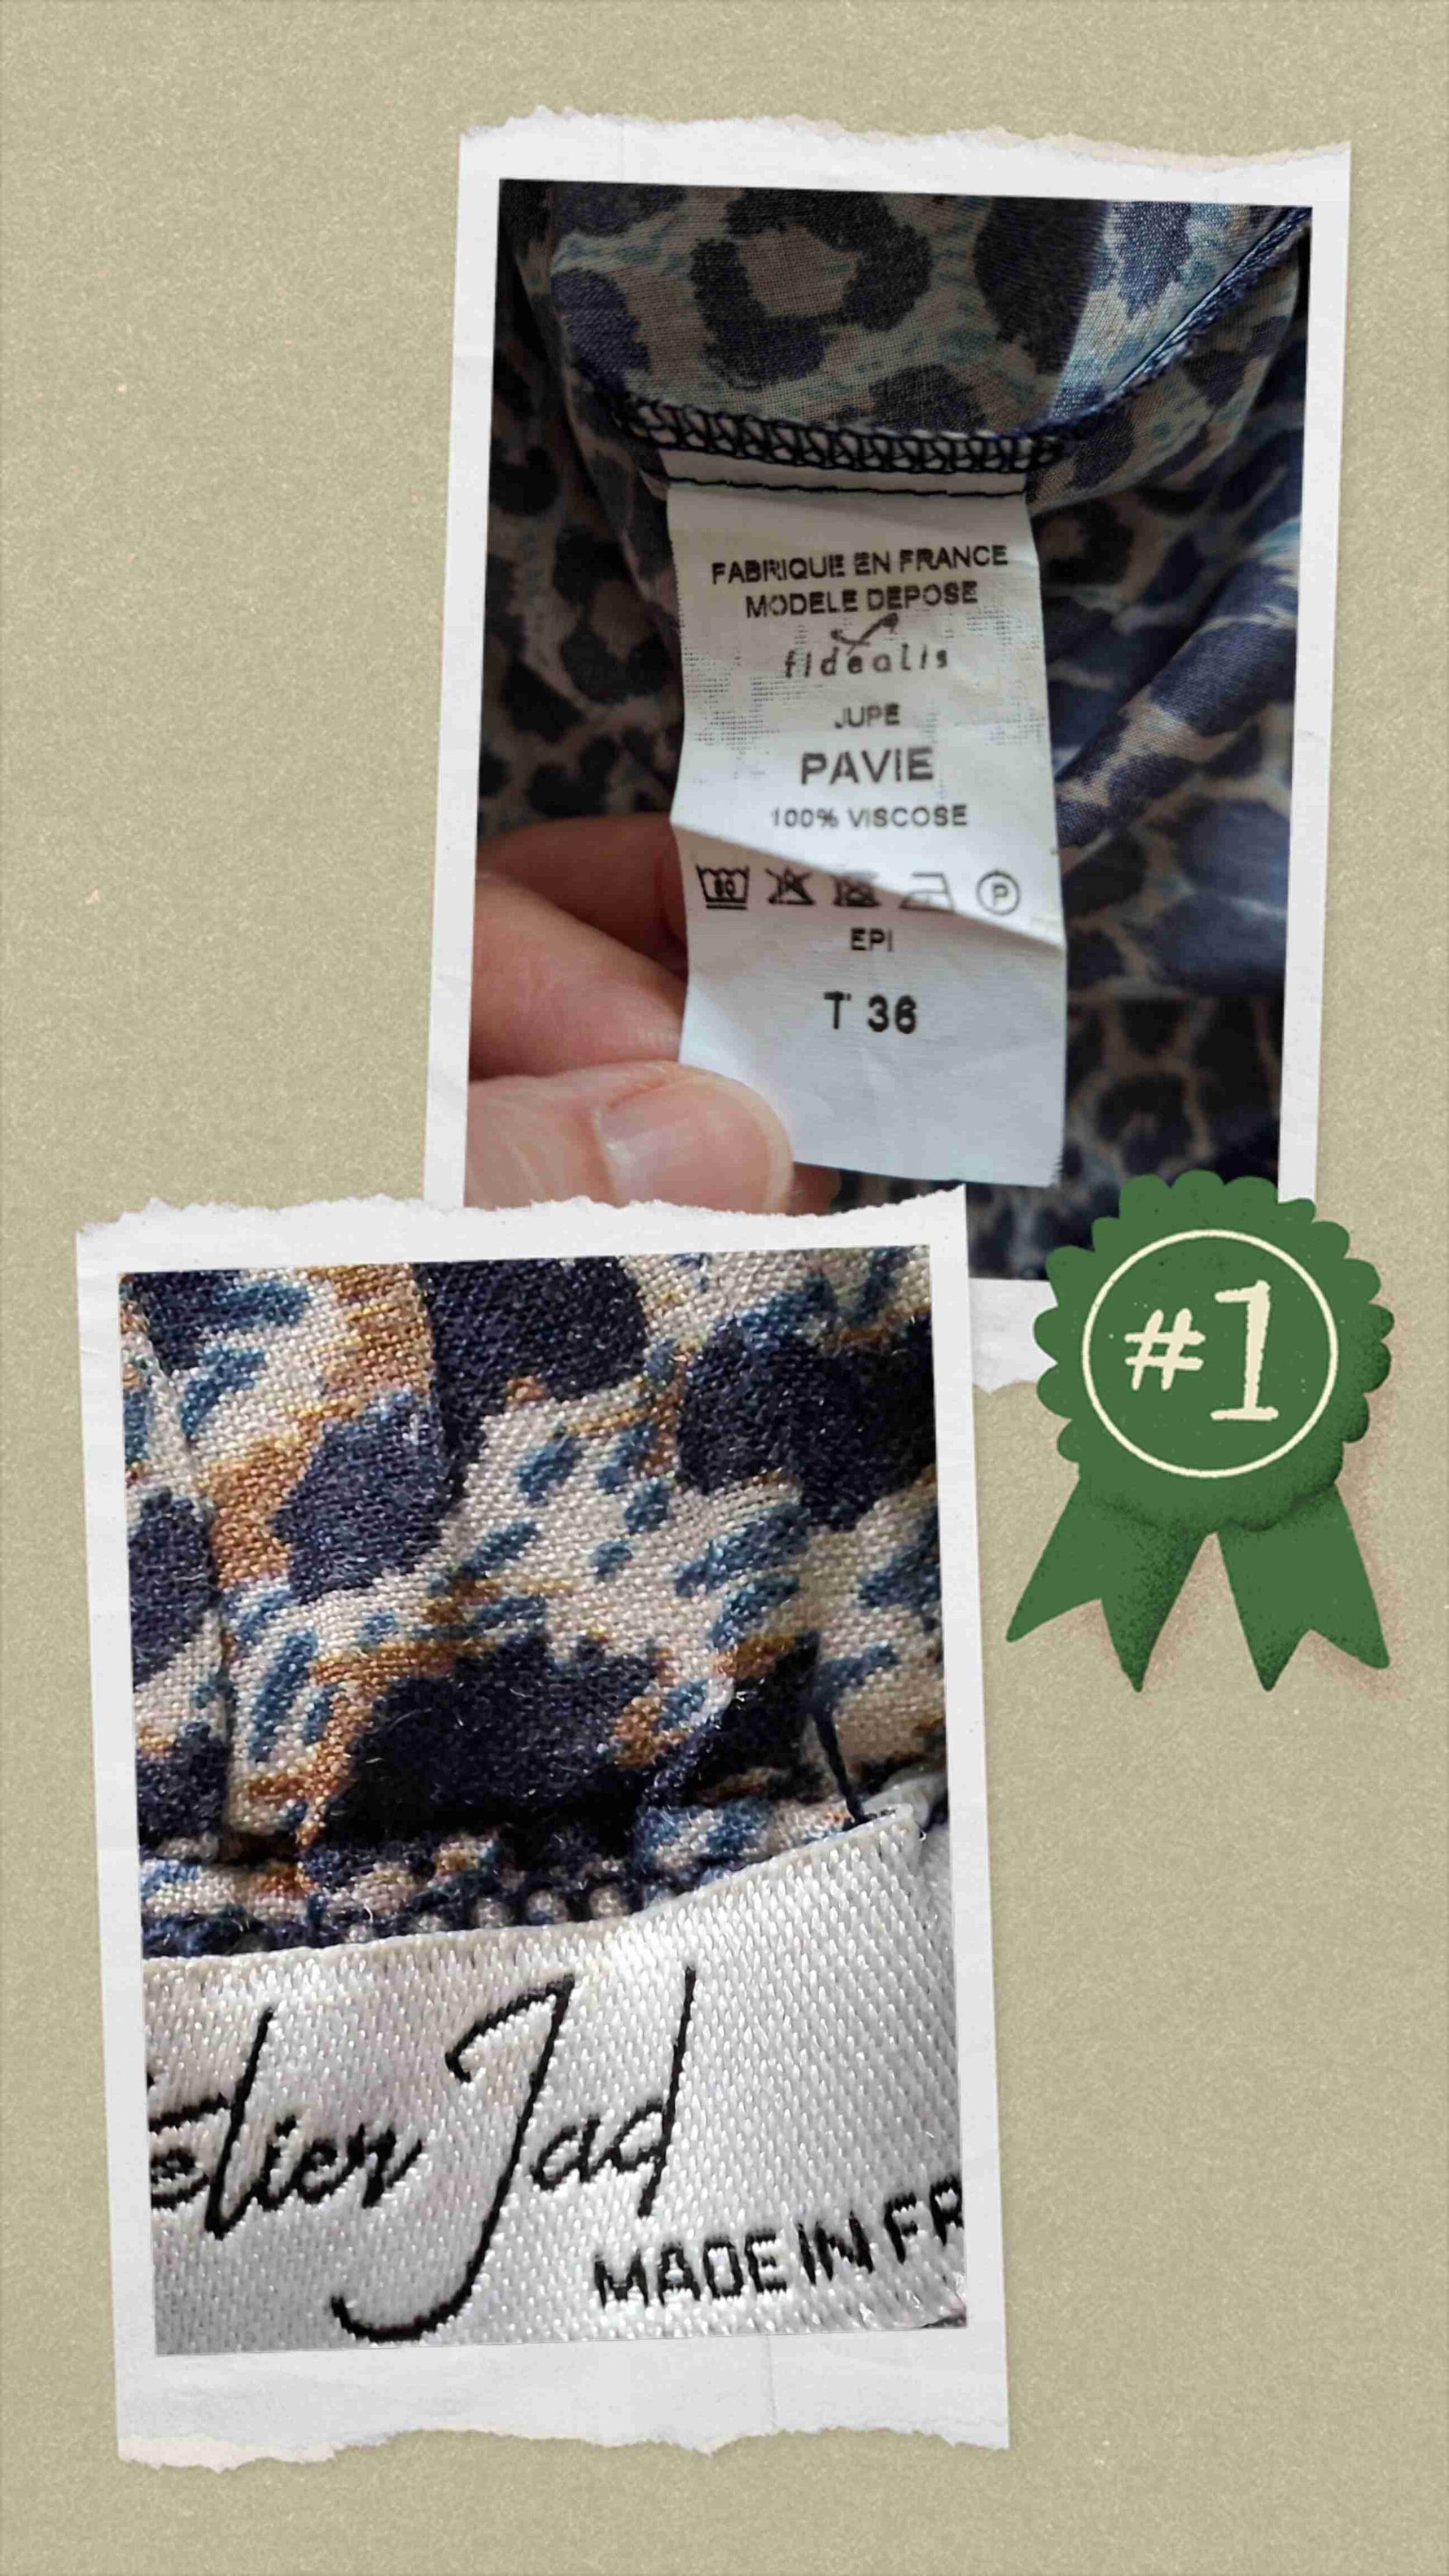 FABRIQUE EN FRANCE
MODELE DEPOSE
fidealis
JUPE
PAVIE
100% VISCOSE
P
EPI
T 36
#1
elier Jad
MADE IN FR